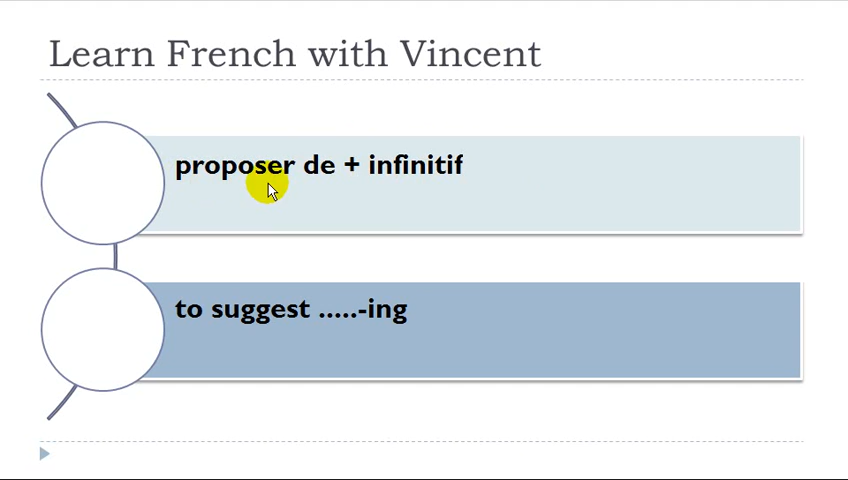 Learn French with Vincent
proposer de + infinitif
to suggest .....-ing